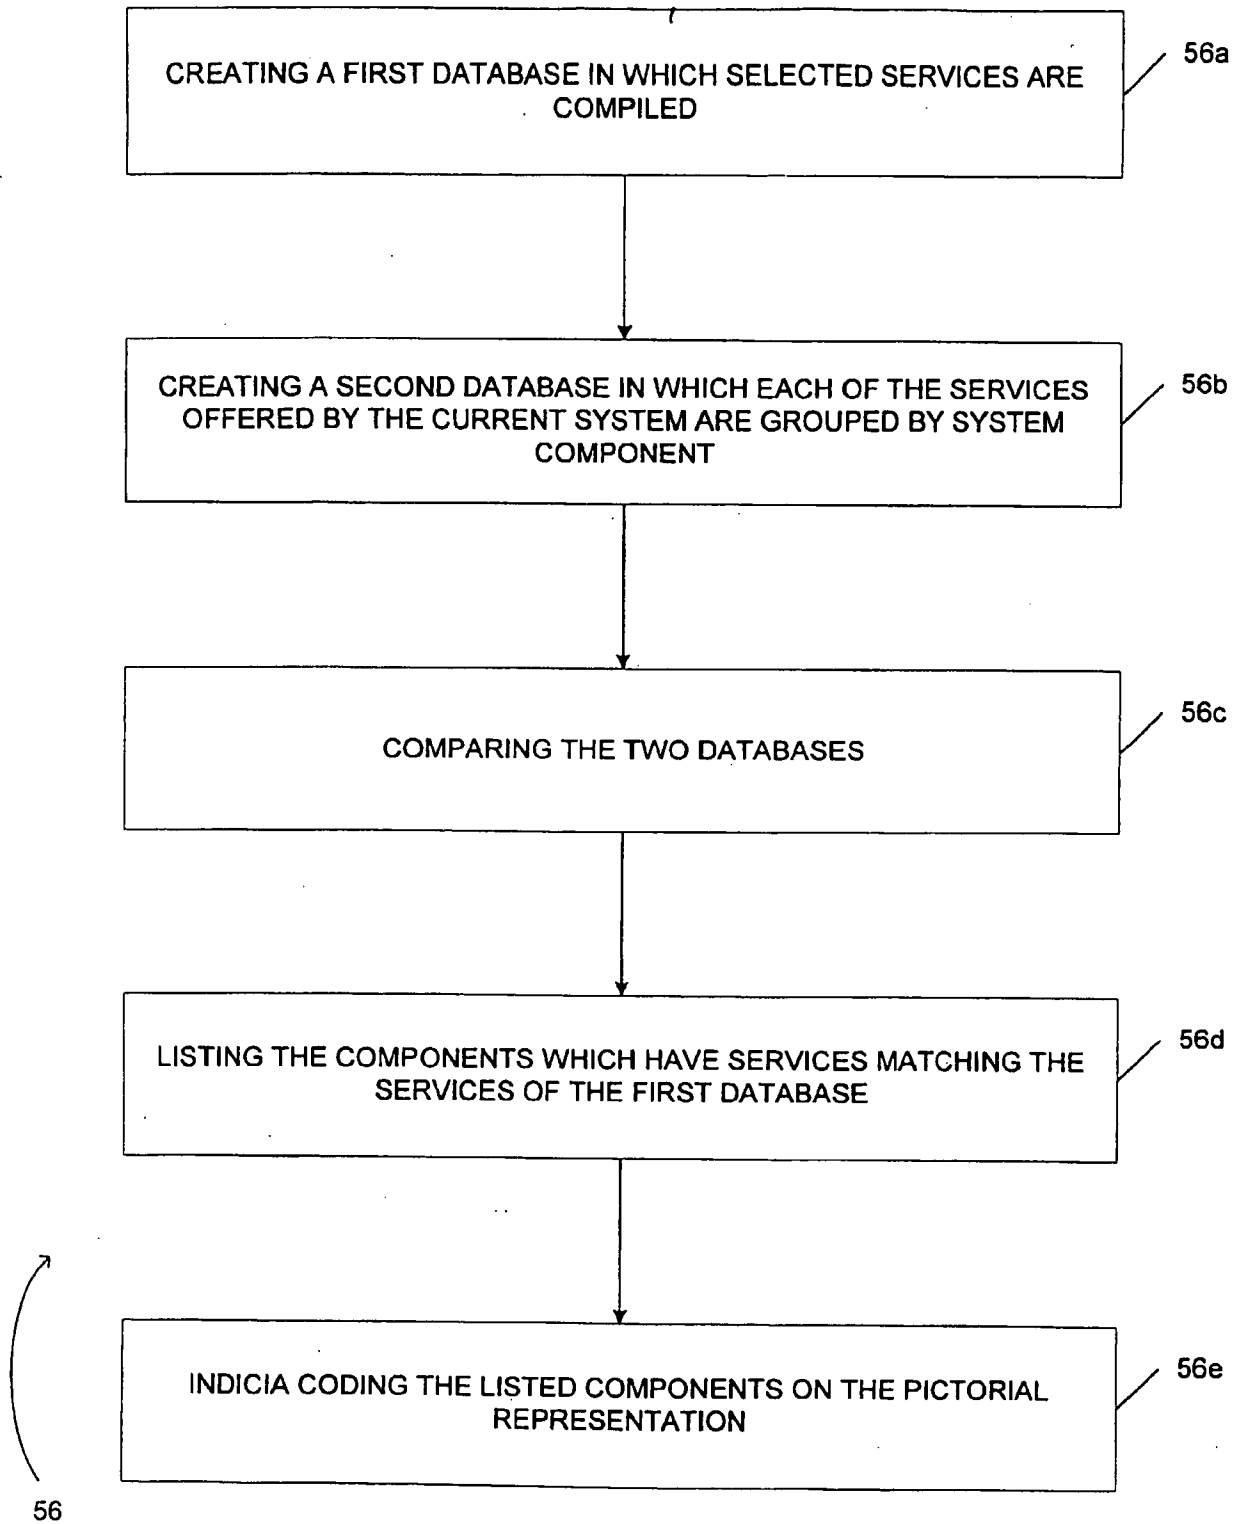 CREATING A FIRST DATABASE IN WHICH SELECTED SERVICES ARE
COMPILED
56a
CREATING A SECOND DATABASE IN WHICH EACH OF THE SERVICES
OFFERED BY THE CURRENT SYSTEM ARE GROUPED BY SYSTEM
COMPONENT
56b
COMPARING THE TWO DATABASES
56c
LISTING THE COMPONENTS WHICH HAVE SERVICES MATCHING THE
SERVICES OF THE FIRST DATABASE
56d
INDICIA CODING THE LISTED COMPONENTS ON THE PICTORIAL
REPRESENTATION
56e
56